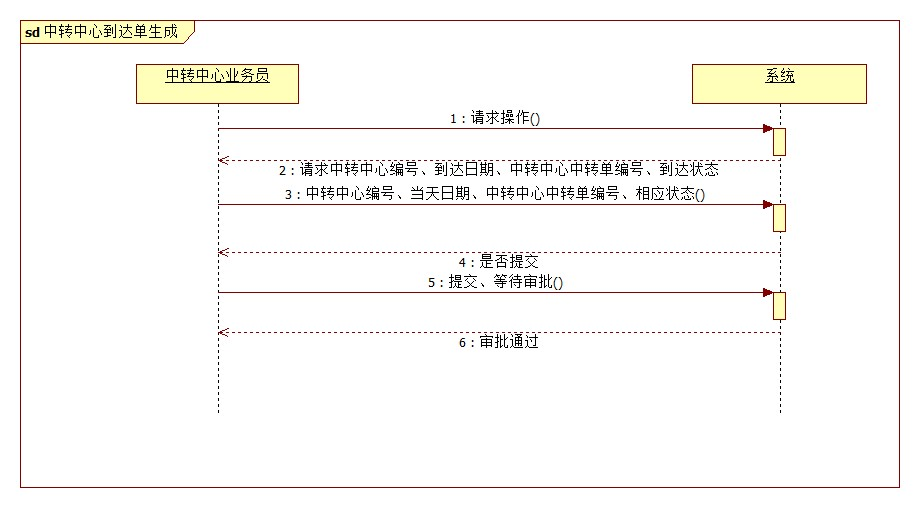 sd 中转中心到达单生成
中转中心业务员
系统
1 : 请求操作()
2 : 请求中转中心编号、到达日期、中转中心中转单编号、到达状态
3 : 中转中心编号、当天日期、中转中心中转单编号、相应状态()
4 : 是否提交
5 : 提交、等待审批()
6 : 审批通过